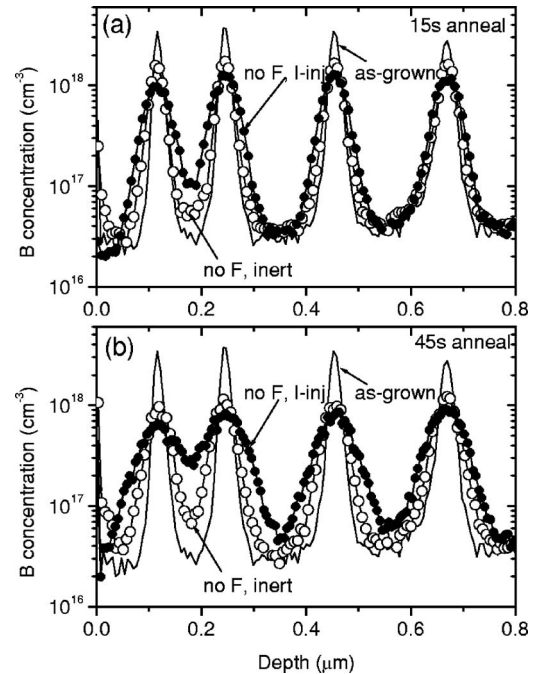 (a)
15s anneal
no F, I-inj
as-grown
no F, inert
B concentration (cm⁻³)
10¹⁸
10¹⁷
10¹⁶
0.0 0.2 0.4 0.6 0.8
(b)
45s anneal
no F, I-inj
as-grown
no F, inert
B concentration (cm⁻³)
10¹⁸
10¹⁷
10¹⁶
0.0 0.2 0.4 0.6 0.8
Depth (μm)